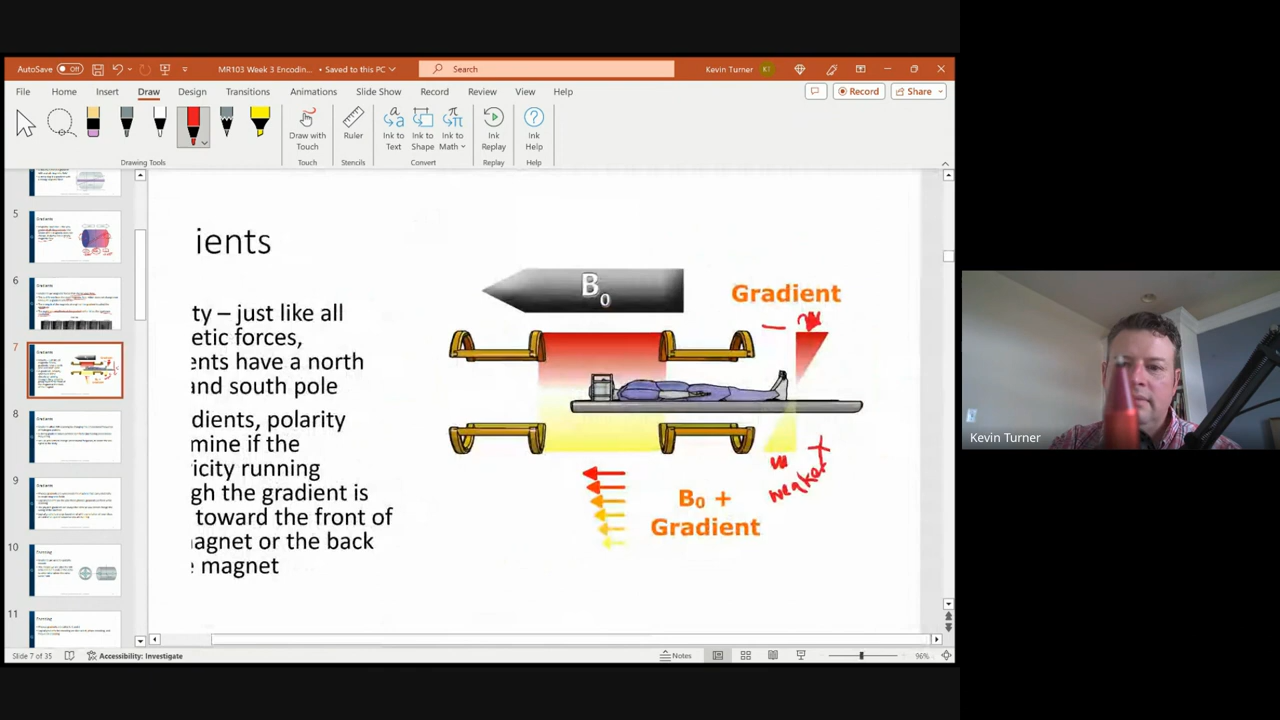 AutoSave Off MR103 Week 3 Encodin... • Saved to this PC Search Kevin Turner KT
File Home Insert Draw Design Transitions Animations Slide Show Record Review View Help Record Share
Draw with
Touch
Ruler
Ink to
Text
Ink to
Shape
Ink to
Math
Ink
Replay
Ink
Help
Drawing Tools Touch Stencils Convert Replay Help
5
6
7
8
9
10
11
ients
ty – just like all
etic forces,
ents have a north
and south pole
dients, polarity
mine if the
icity running
gh the gradient is
toward the front of
agnet or the back
e magnet
B₀
Gradient
weaker
B₀ +
Gradient
Kevin Turner
Slide 7 of 35 Accessibility: Investigate Notes 96%